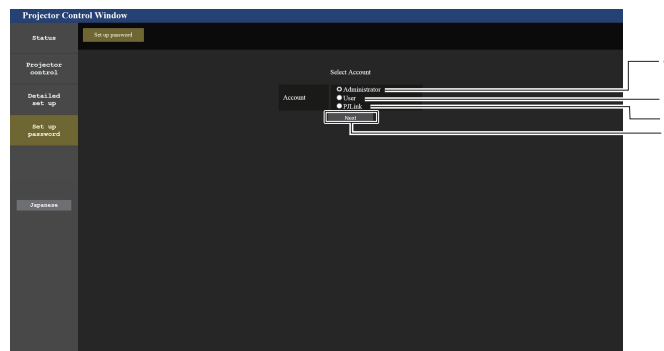 Projector Control Window
Status
Set up password
Projector
control
Select Account
Account
Administrator
User
PJLink
Next
Detailed
set up
Set up
password
Japanese